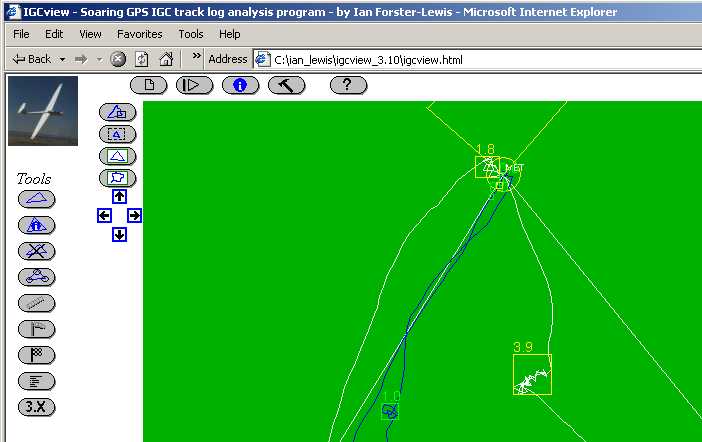 IGCview - Soaring GPS IGC track log analysis program - by Ian Forster-Lewis - Microsoft Internet Explorer
File Edit View Favorites Tools Help
Back » Address C:\ian_lewis\igcview_3.10\igcview.html
i ?
1.8
Tools
3.9
1.0
3.X